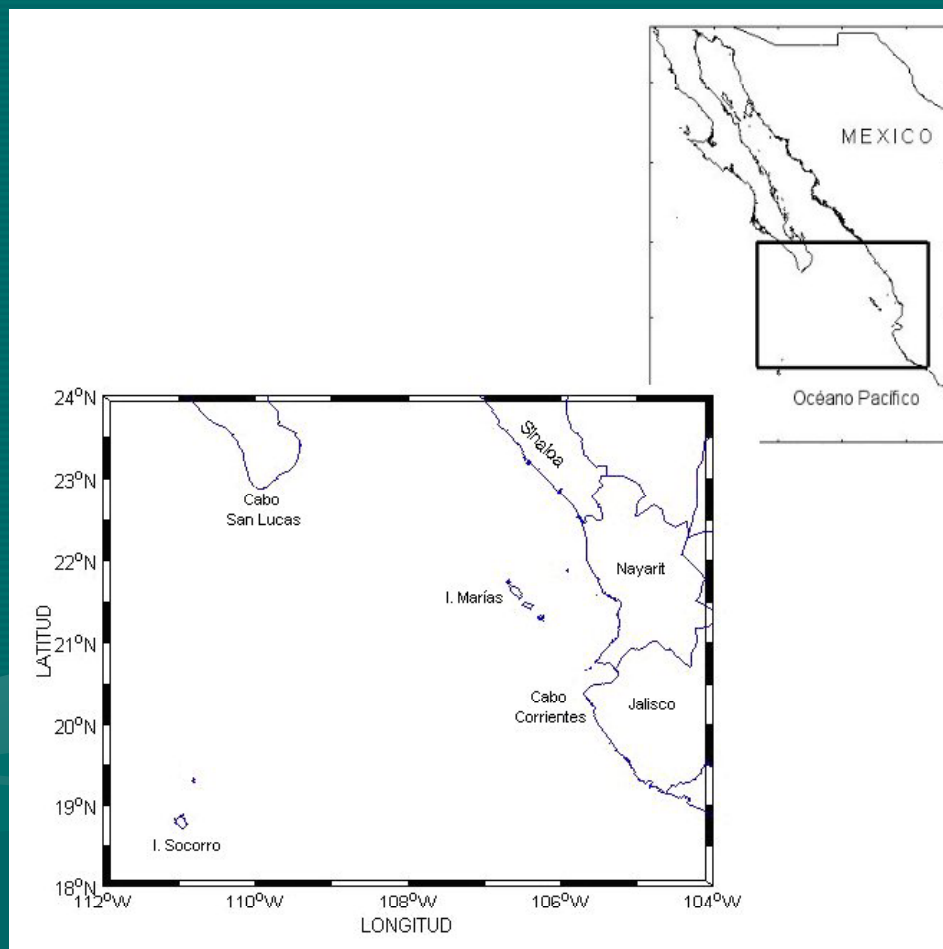 MEXICO
Océano Pacífico
24°N
23°N
22°N
21°N
20°N
19°N
18°N
LATITUD
Sinaloa
Cabo
San Lucas
Nayarit
I. Marías
Cabo
Corrientes
Jalisco
I. Socorro
112°W
110°W
108°W
106°W
104°W
LONGITUD